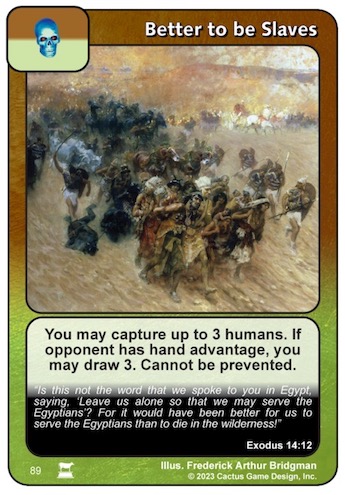 Better to be Slaves
You may capture up to 3 humans. If
opponent has hand advantage, you
may draw 3. Cannot be prevented.
“Is this not the word that we spoke to you in Egypt,
saying, ‘Leave us alone so that we may serve the
Egyptians’? For it would have been better for us to
serve the Egyptians than to die in the wilderness!”
Exodus 14:12
89
Illus. Frederick Arthur Bridgman
© 2023 Cactus Game Design, Inc.